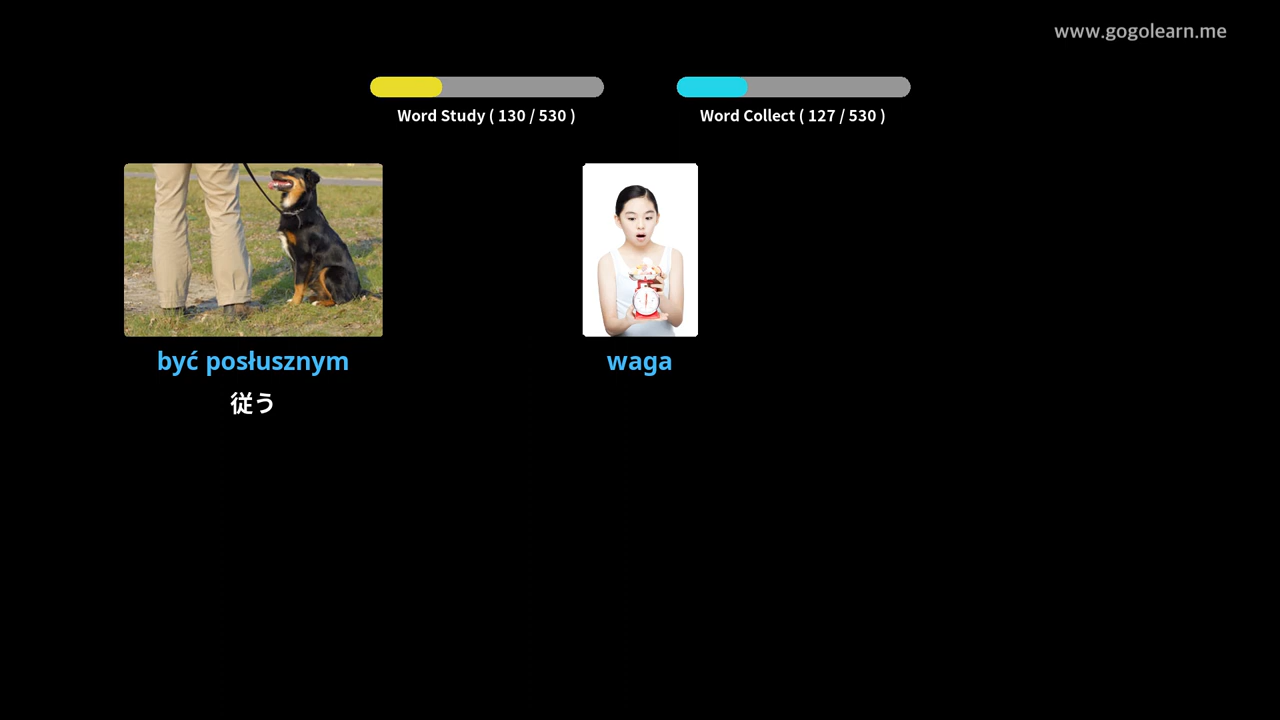 www.gogolearn.me
Word Study ( 130 / 530 )
Word Collect ( 127 / 530 )
być posłusznym
従う
waga